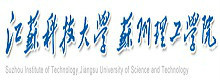 江苏科技大学苏州理工学院
Suzhou Institute of Technology Jiangsu University of Science and Technology